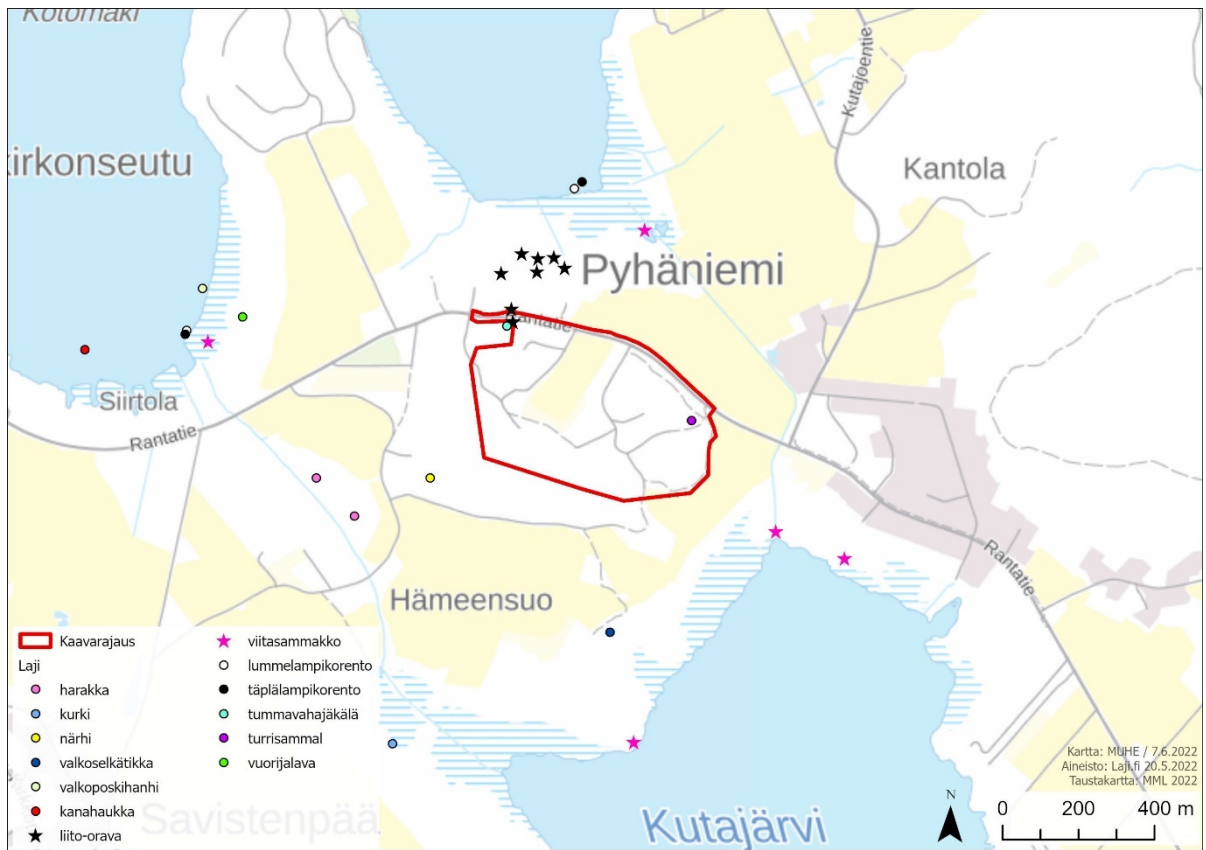 Kotomäki
kirkonseutu
Kutajoentie
Kantola
Pyhäniemi
Rantatie
Siirtola
Rantatie
Hämeensuo
Rantatie
Kaavarajaus
Laji
harakka
kurki
närhi
valkoselkätikka
valkoposkihanhi
kanahaukka
liito-orava
viitasammakko
lummelampikorento
täplälampikorento
tummavahajäkälä
turrisammal
vuorijalava
Savistenpää
Kutajärvi
Kartta: MUHE / 7.6.2022
Aineisto: Laji.fi 20.5.2022
Taustakartta: MML 2022
N
0 200 400 m